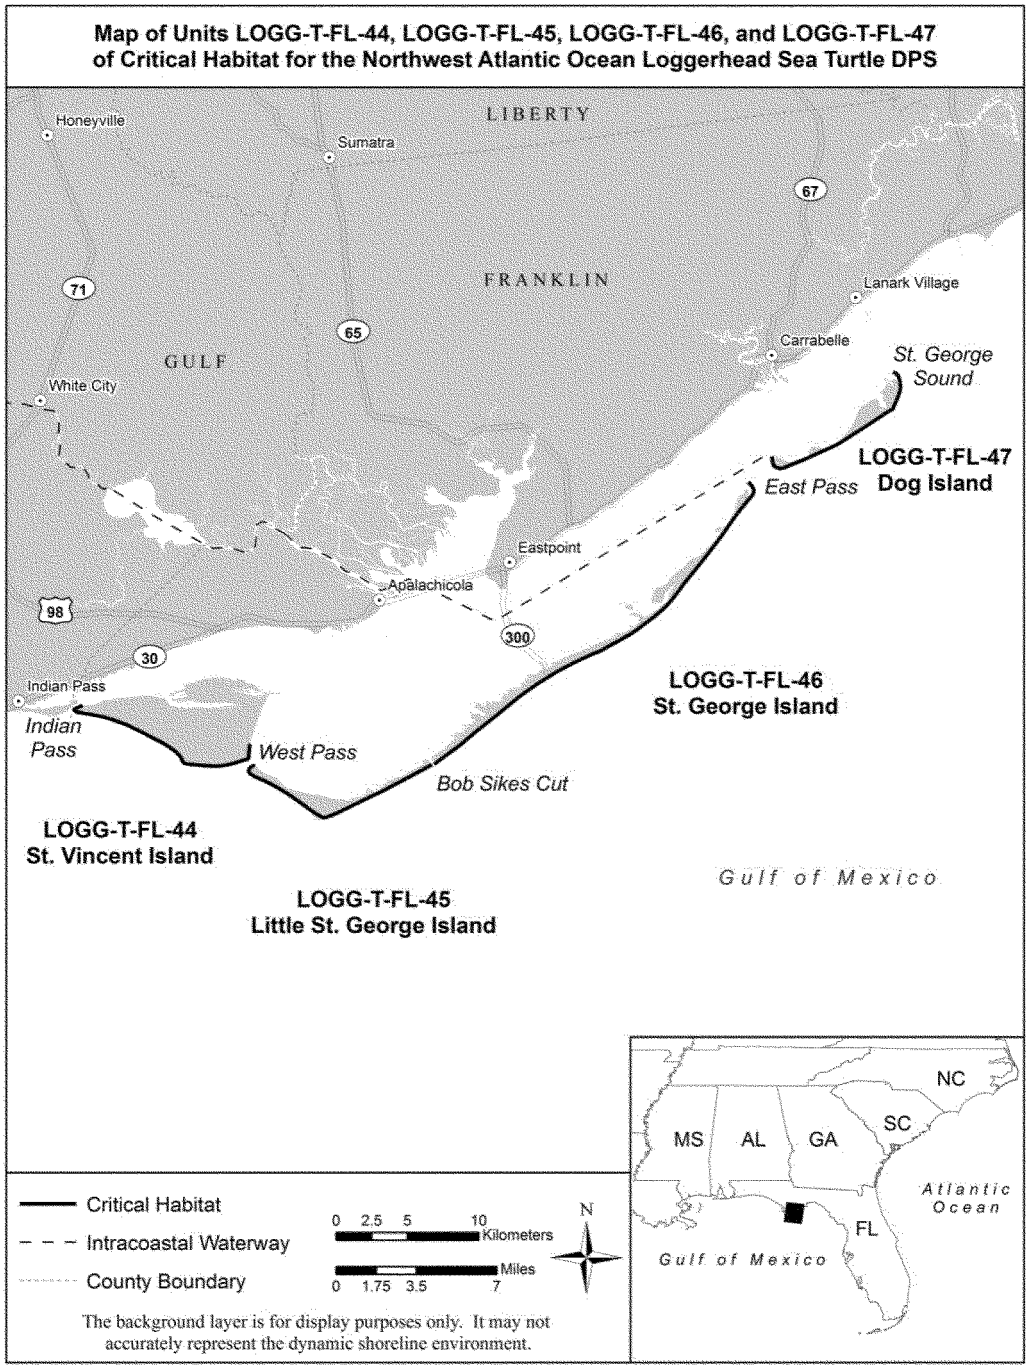 Map of Units LOGG-T-FL-44, LOGG-T-FL-45, LOGG-T-FL-46, and LOGG-T-FL-47
of Critical Habitat for the Northwest Atlantic Ocean Loggerhead Sea Turtle DPS
LIBERTY
Honeyville
Sumatra
67
FRANKLIN
Lanark Village
71
65
Carrabelle
GULF
St. George
Sound
White City
LOGG-T-FL-47
Dog Island
East Pass
Eastpoint
Apalachicola
98
300
30
Indian Pass
LOGG-T-FL-46
St. George Island
Indian
Pass
West Pass
Bob Sikes Cut
LOGG-T-FL-44
St. Vincent Island
Gulf of Mexico
LOGG-T-FL-45
Little St. George Island
NC
SC
MS
AL
GA
Atlantic
Ocean
FL
Gulf of Mexico
Critical Habitat
Intracoastal Waterway
County Boundary
0 2.5 5 10
Kilometers
Miles
0 1.75 3.5 7
N
The background layer is for display purposes only. It may not
accurately represent the dynamic shoreline environment.